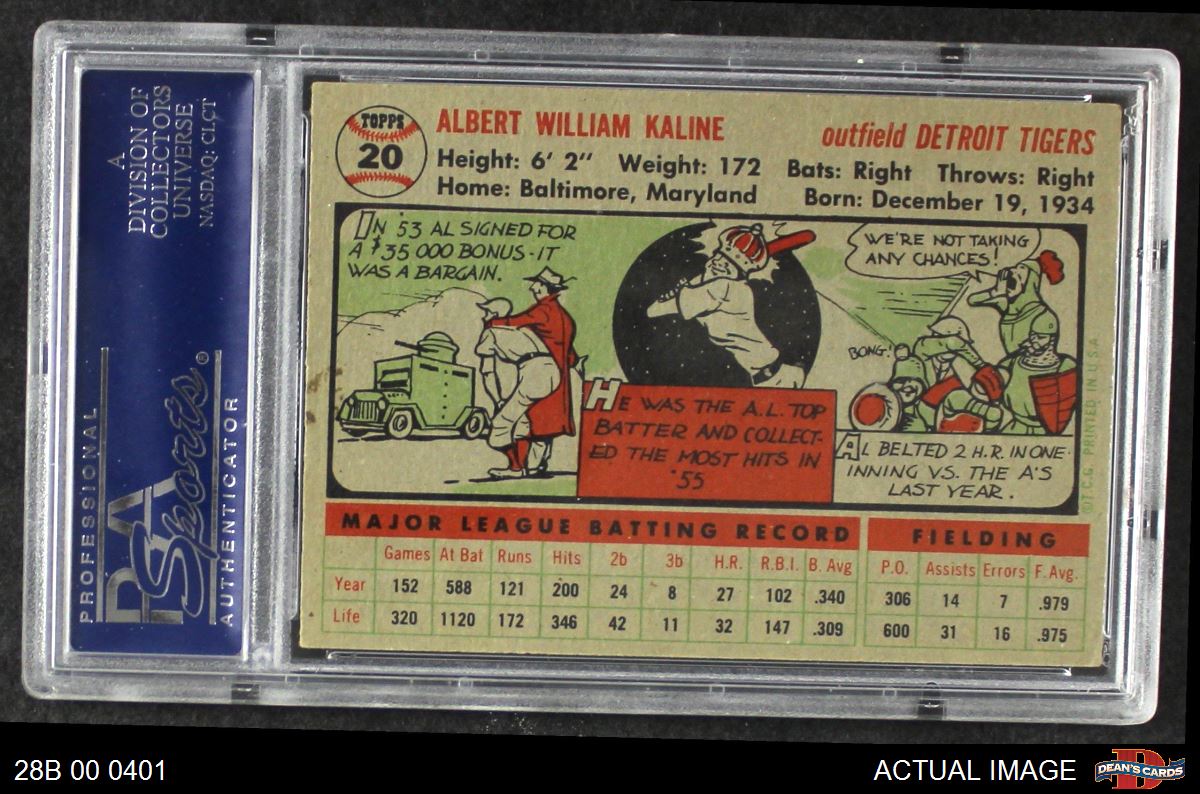 A
DIVISION OF
COLLECTORS
UNIVERSE
NASDAQ: CLCT
PROFESSIONAL
PSA
Sports®
AUTHENTICATOR
TOPPS
20
ALBERT WILLIAM KALINE
outfield DETROIT TIGERS
Height: 6' 2" Weight: 172 Bats: Right Throws: Right
Home: Baltimore, Maryland Born: December 19, 1934
IN '53 AL SIGNED FOR
A $35 000 BONUS - IT
WAS A BARGAIN.
HE WAS THE A.L. TOP
BATTER AND COLLECT-
ED THE MOST HITS IN
'55
WE'RE NOT TAKING
ANY CHANCES!
BONG!
AL BELTED 2 H.R. IN ONE
INNING VS. THE A'S
LAST YEAR.
©T.C.G. PRINTED IN U.S.A.
MAJOR LEAGUE BATTING RECORD
Games At Bat Runs Hits 2b 3b H.R. R.B.I. B. Avg
Year 152 588 121 200 24 8 27 102 .340
Life 320 1120 172 346 42 11 32 147 .309
FIELDING
P.O. Assists Errors F. Avg.
306 14 7 .979
600 31 16 .975
28B 00 0401
ACTUAL IMAGE
D
DEAN'S CARDS